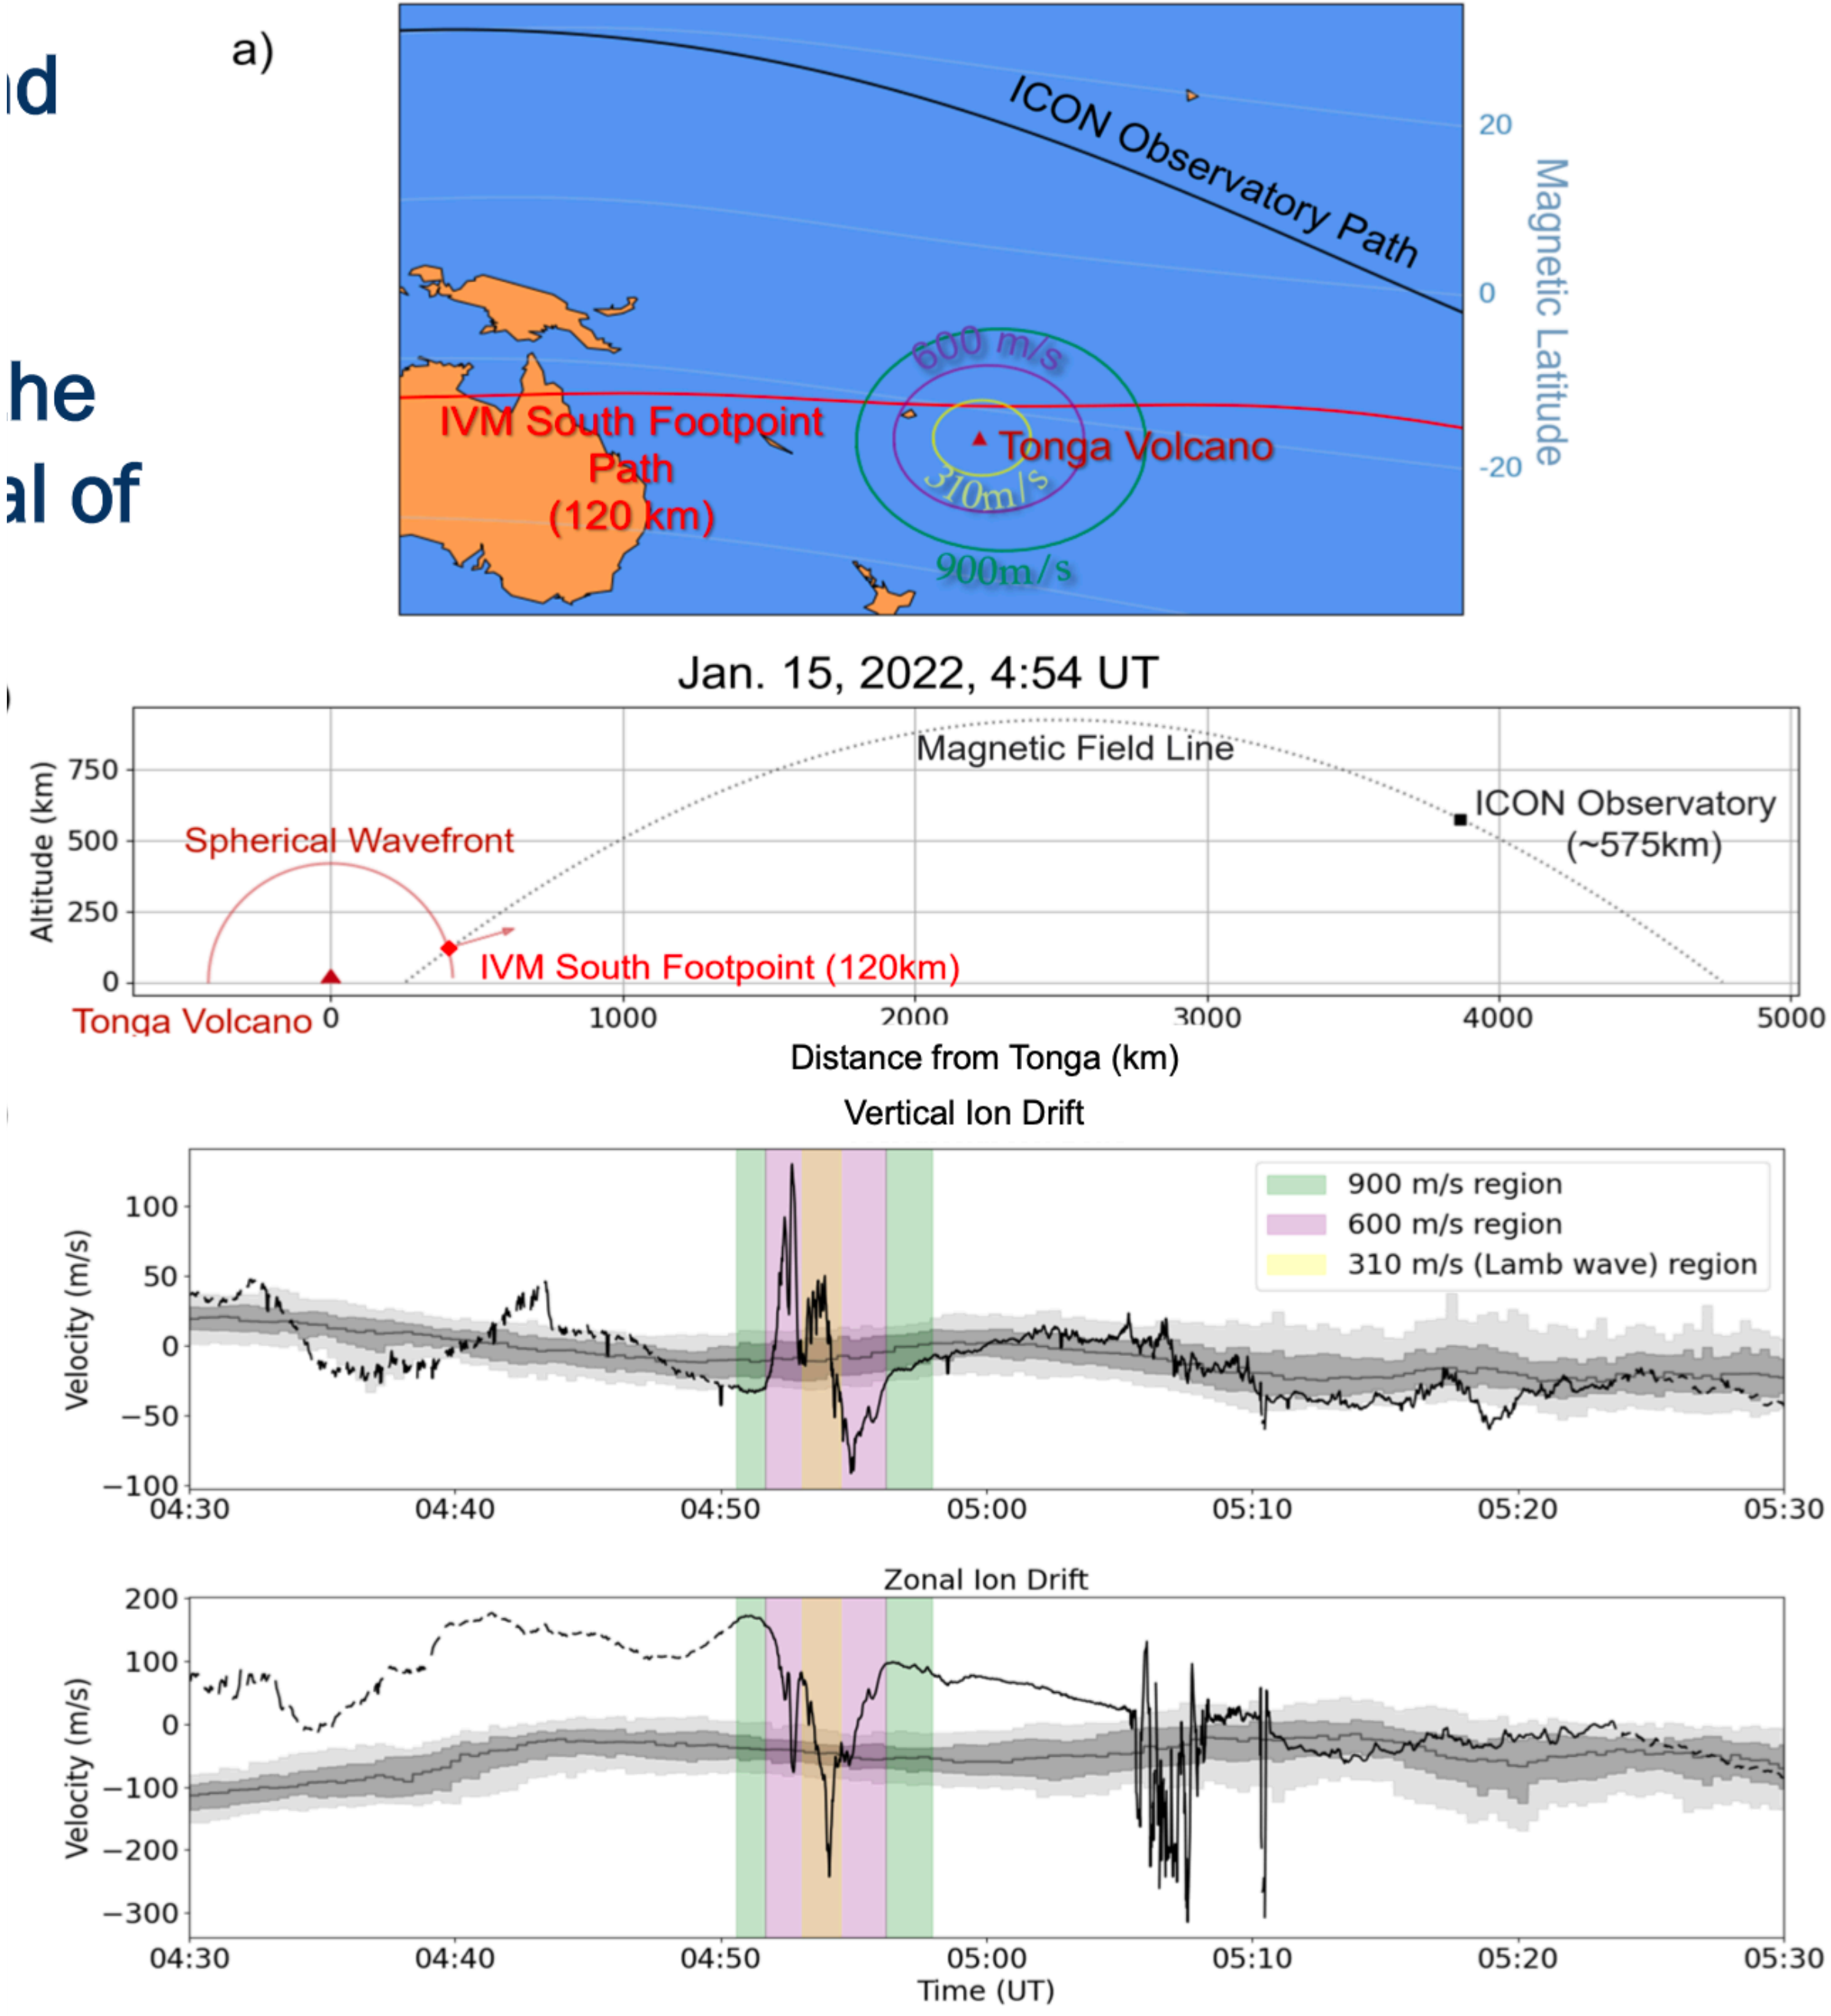 nd
he
al of
a)
ICON Observatory Path
20
0
-20
Magnetic Latitude
600 m/s
IVM South Footpoint
Path
(120 km)
Tonga Volcano
310m/s
900m/s
Jan. 15, 2022, 4:54 UT
Altitude (km)
750
500
250
0
Magnetic Field Line
ICON Observatory
(~575km)
Spherical Wavefront
IVM South Footpoint (120km)
Tonga Volcano
0 1000 2000 3000 4000 5000
Distance from Tonga (km)
Vertical Ion Drift
Velocity (m/s)
100
50
0
−50
−100
900 m/s region
600 m/s region
310 m/s (Lamb wave) region
04:30 04:40 04:50 05:00 05:10 05:20 05:30
Zonal Ion Drift
Velocity (m/s)
200
100
0
−100
−200
−300
04:30 04:40 04:50 05:00 05:10 05:20 05:30
Time (UT)